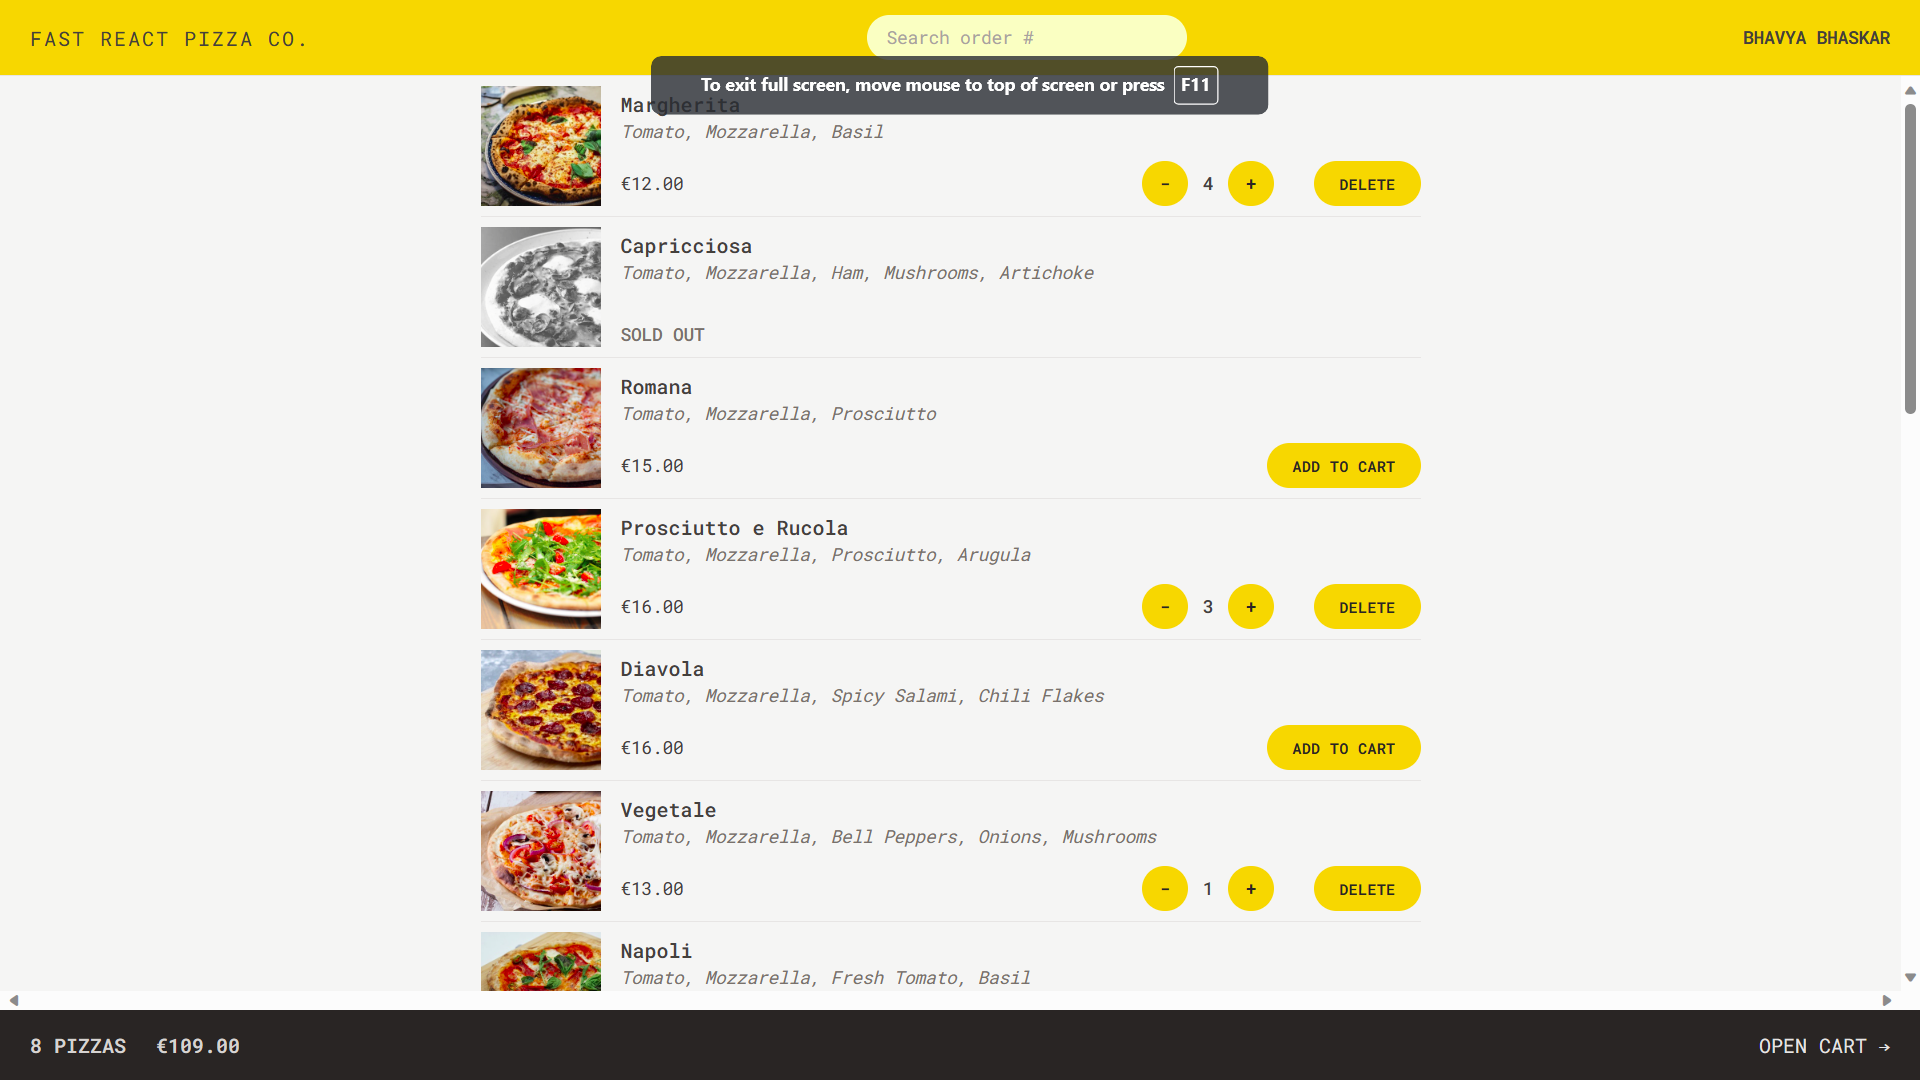 FAST REACT PIZZA CO.
Search order #
BHAVYA BHASKAR
To exit full screen, move mouse to top of screen or press F11
Margherita
Tomato, Mozzarella, Basil
€12.00
- 4 + DELETE
Capricciosa
Tomato, Mozzarella, Ham, Mushrooms, Artichoke
SOLD OUT
Romana
Tomato, Mozzarella, Prosciutto
€15.00
ADD TO CART
Prosciutto e Rucola
Tomato, Mozzarella, Prosciutto, Arugula
€16.00
- 3 + DELETE
Diavola
Tomato, Mozzarella, Spicy Salami, Chili Flakes
€16.00
ADD TO CART
Vegetale
Tomato, Mozzarella, Bell Peppers, Onions, Mushrooms
€13.00
- 1 + DELETE
Napoli
Tomato, Mozzarella, Fresh Tomato, Basil
8 PIZZAS €109.00
OPEN CART →